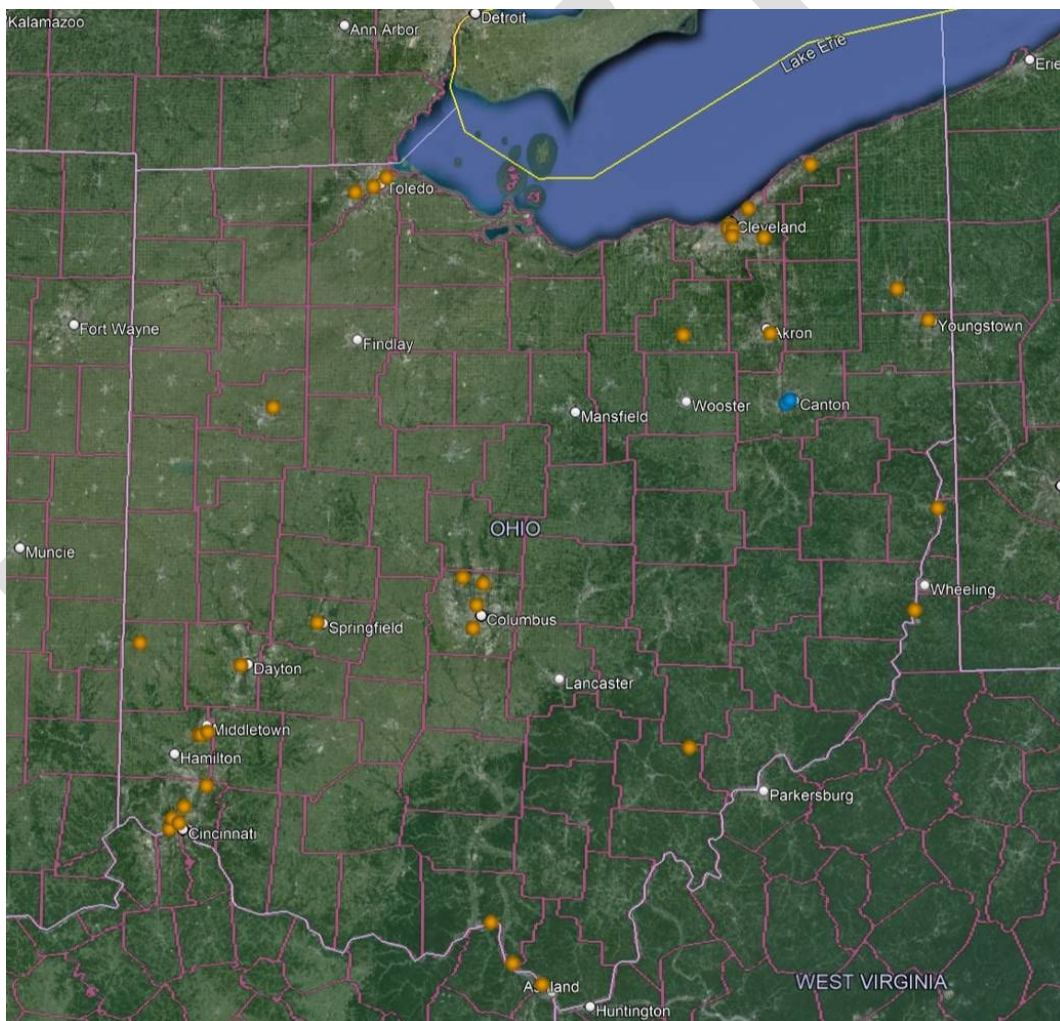 Kalamazoo
Detroit
Ann Arbor
Lake Erie
Erie
Toledo
Cleveland
Fort Wayne
Findlay
Akron
Youngstown
Mansfield
Wooster
Canton
OHIO
Muncie
Wheeling
Columbus
Springfield
Dayton
Lancaster
Middletown
Hamilton
Parkersburg
Cincinnati
WEST VIRGINIA
Huntington